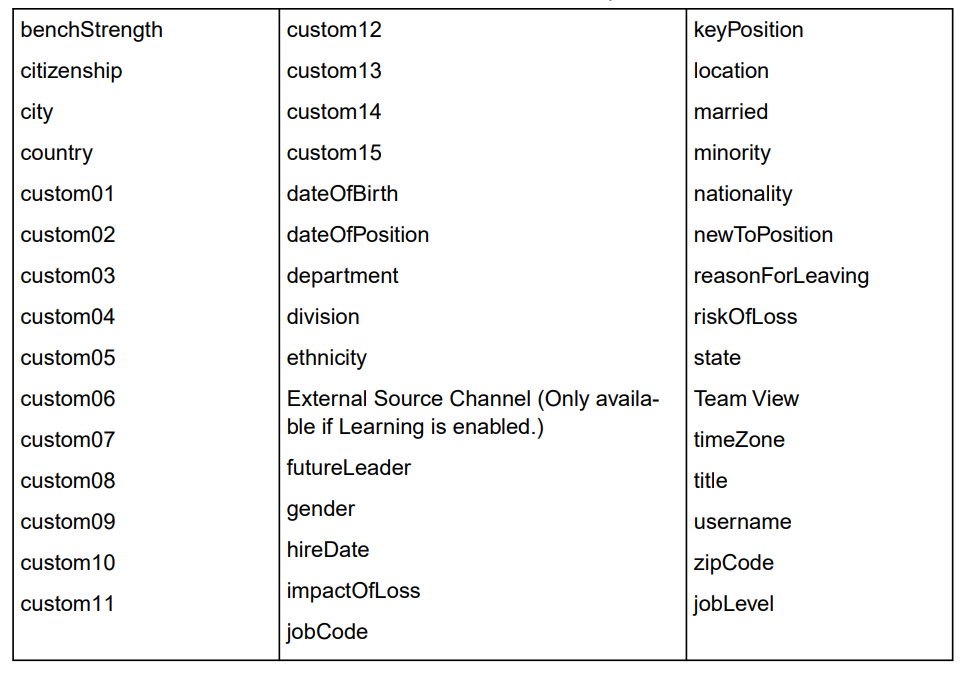 benchStrength
citizenship
city
country
custom01
custom02
custom03
custom04
custom05
custom06
custom07
custom08
custom09
custom10
custom11
custom12
custom13
custom14
custom15
dateOfBirth
dateOfPosition
department
division
ethnicity
External Source Channel (Only availa-
ble if Learning is enabled.)
futureLeader
gender
hireDate
impactOfLoss
jobCode
keyPosition
location
married
minority
nationality
newToPosition
reasonForLeaving
riskOfLoss
state
Team View
timeZone
title
username
zipCode
jobLevel